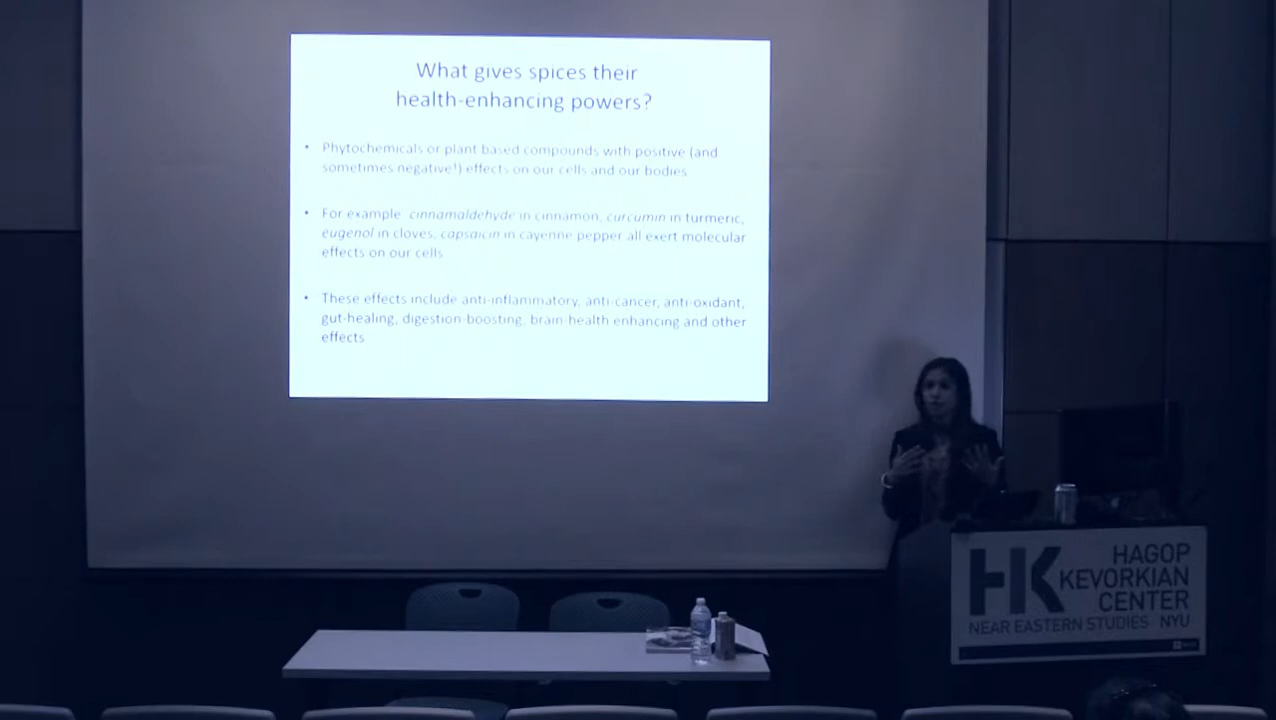 What gives spices their
health-enhancing powers?
• Phytochemicals or plant based compounds with positive (and
sometimes negative!) effects on our cells and our bodies
• For example cinnamaldehyde in cinnamon, curcumin in turmeric,
eugenol in cloves, capsaicin in cayenne pepper all exert molecular
effects on our cells
• These effects include anti-inflammatory, anti-cancer, anti-oxidant,
gut-healing, digestion-boosting, brain-health enhancing and other
effects
HK
HAGOP
KEVORKIAN
CENTER
NEAR EASTERN STUDIES NYU